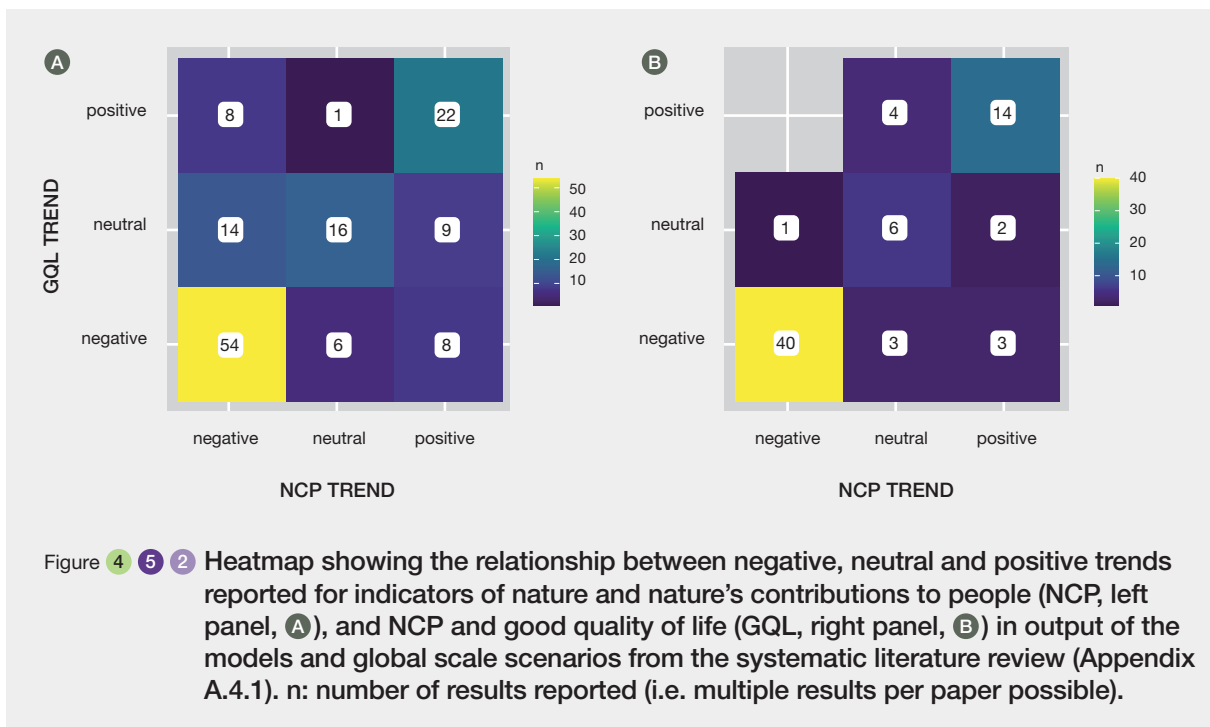 A
GQL TREND
positive
neutral
negative
8 1 22
14 16 9
54 6 8
negative neutral positive
NCP TREND
n
50
40
30
20
10
B
positive
neutral
negative
4 14
1 6 2
40 3 3
negative neutral positive
NCP TREND
n
40
30
20
10
Figure 4 5 2 Heatmap showing the relationship between negative, neutral and positive trends
reported for indicators of nature and nature's contributions to people (NCP, left
panel, A), and NCP and good quality of life (GQL, right panel, B) in output of the
models and global scale scenarios from the systematic literature review (Appendix
A.4.1). n: number of results reported (i.e. multiple results per paper possible).